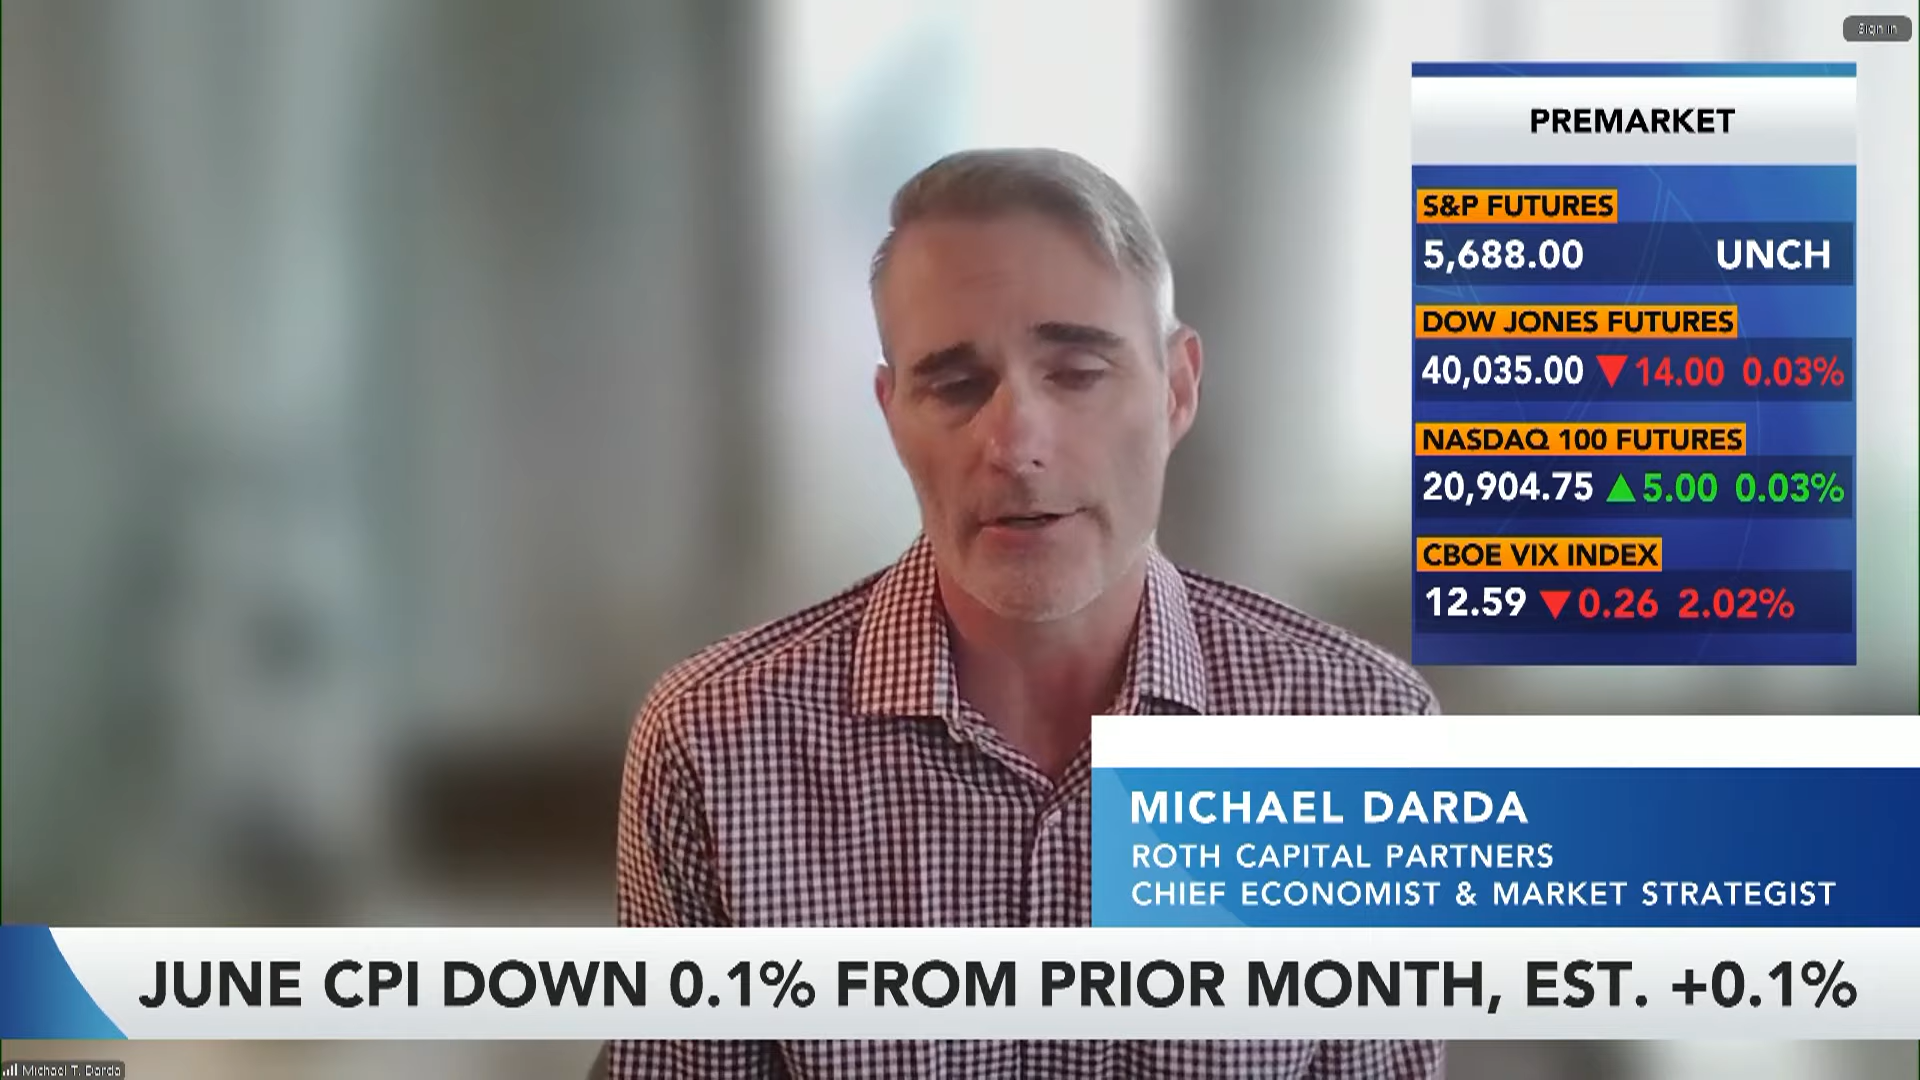 Sign in
PREMARKET
S&P FUTURES
5,688.00 UNCH
DOW JONES FUTURES
40,035.00 ▼ 14.00 0.03%
NASDAQ 100 FUTURES
20,904.75 ▲ 5.00 0.03%
CBOE VIX INDEX
12.59 ▼ 0.26 2.02%
MICHAEL DARDA
ROTH CAPITAL PARTNERS
CHIEF ECONOMIST & MARKET STRATEGIST
JUNE CPI DOWN 0.1% FROM PRIOR MONTH, EST. +0.1%
Michael T. Darda